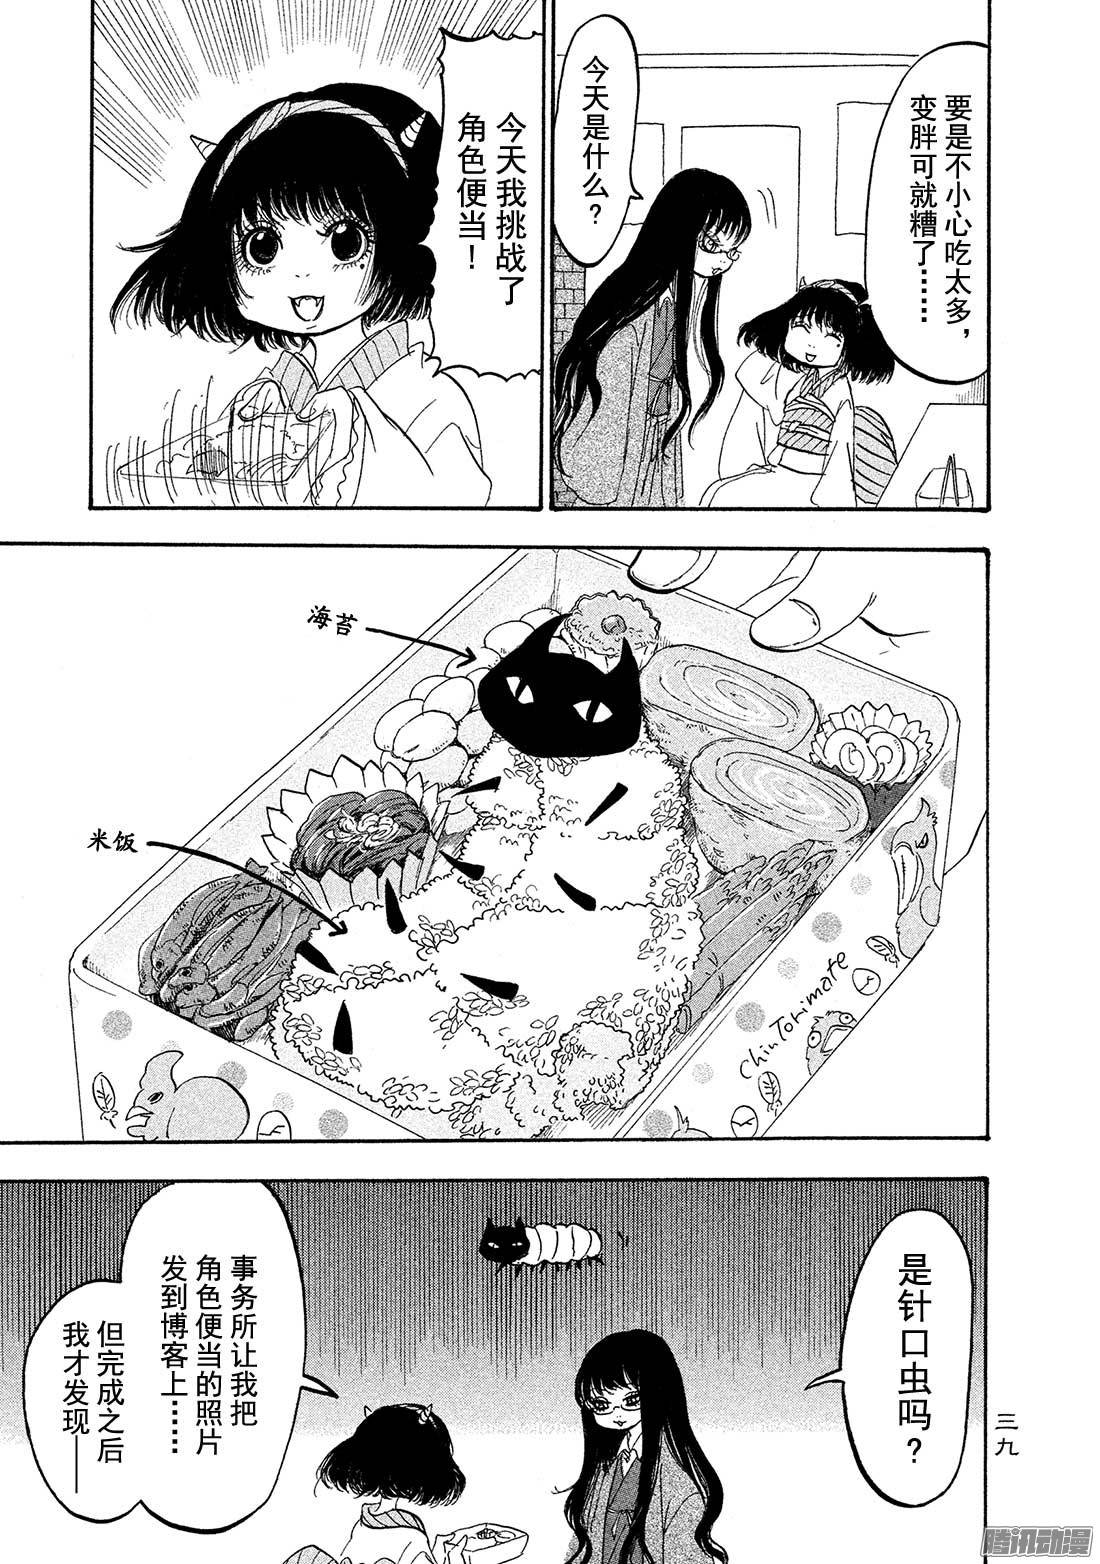 要是不小心吃太多，
变胖可就糟了……
今天是什么？
今天我挑战了
角色便当！
海苔
米饭
Chin Torimate
是针口虫吗？
事务所让我把
角色便当的照片
发到博客上……
但完成之后
我才发现——
三九
腾讯动漫